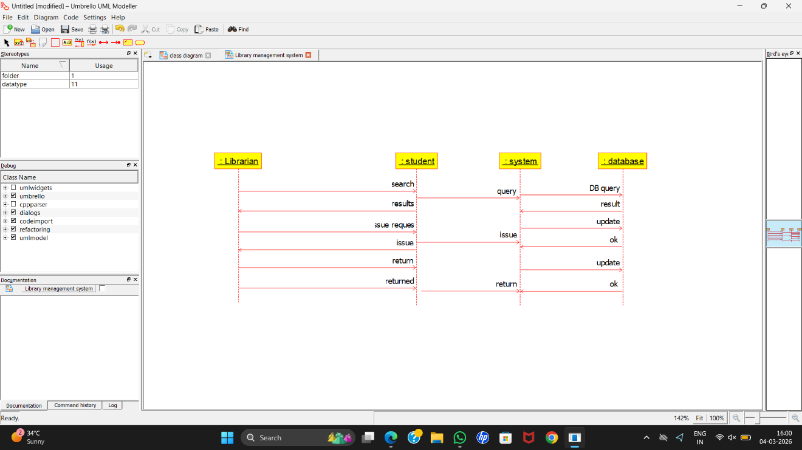 Untitled [modified] – Umbrello UML Modeller
File Edit Diagram Code Settings Help
New Open Save Cut Copy Paste Find
Stereotypes
Name Usage
folder 1
datatype 11
Debug
Class Name
umlwidgets
umbrello
cppparser
dialogs
codeimport
refactoring
umlmodel
Documentation
Library management system
Documentation Command history Log
class diagram Library management system
Bird's eye
: Librarian : student : system : database
search
query
DB query
results
result
issue reques
update
issue
issue
ok
return
update
returned
return
ok
Ready.
142% Fit 100%
2
34°C
Sunny
Search
ENG
IN
16:00
04-03-2026